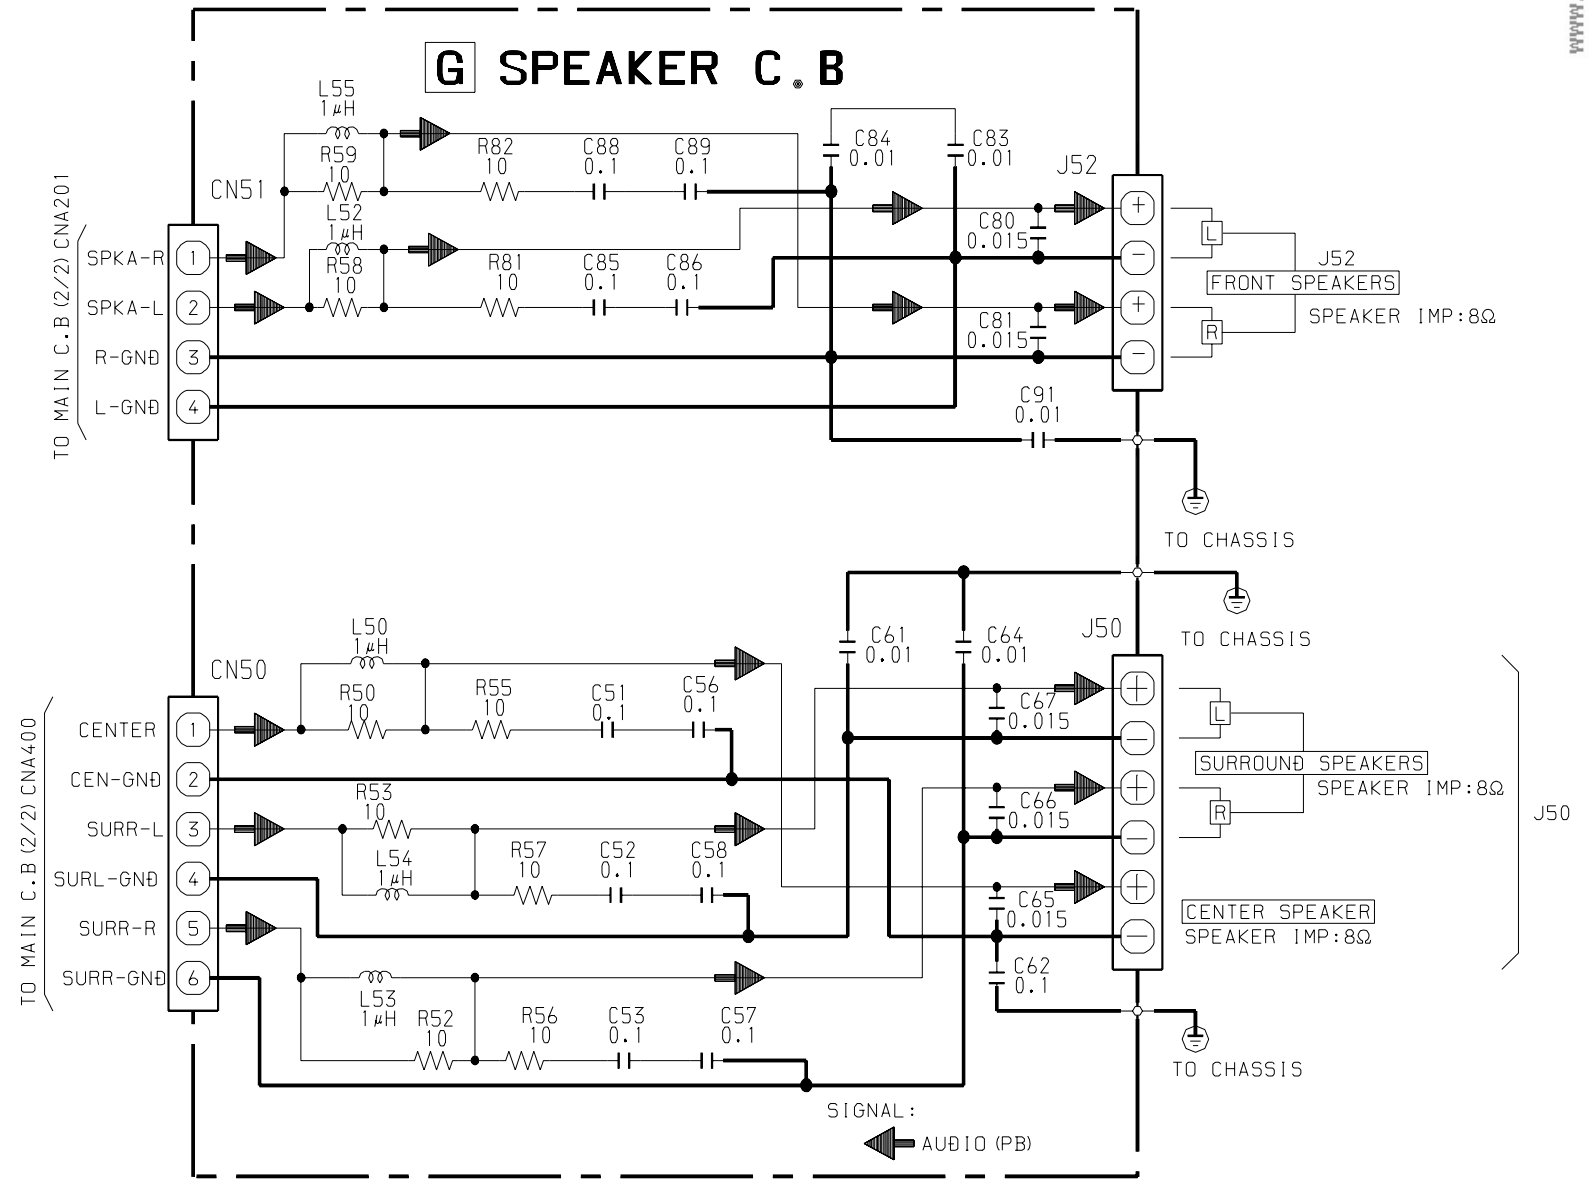 G SPEAKER C.B
L55
1μH
R59
10
R82
10
C88
0.1
C89
0.1
C84
0.01
C83
0.01
J52
CN51
L52
1μH
R58
10
R81
10
C85
0.1
C86
0.1
C80
0.015
C81
0.015
TO MAIN C.B (2/2) CNA201
SPKA-R 1
SPKA-L 2
R-GND 3
L-GND 4
+
−
+
−
L
R
J52
FRONT SPEAKERS
SPEAKER IMP:8Ω
C91
0.01
TO CHASSIS
TO CHASSIS
L50
1μH
CN50
R50
10
R55
10
C51
0.1
C56
0.1
C61
0.01
C64
0.01
J50
C67
0.015
C66
0.015
C65
0.015
C62
0.1
TO MAIN C.B (2/2) CNA400
CENTER 1
CEN-GND 2
SURR-L 3
SURL-GND 4
SURR-R 5
SURR-GND 6
R53
10
L54
1μH
R57
10
C52
0.1
C58
0.1
L53
1μH
R52
10
R56
10
C53
0.1
C57
0.1
+
−
+
−
+
−
L
R
SURROUND SPEAKERS
SPEAKER IMP:8Ω
J50
CENTER SPEAKER
SPEAKER IMP:8Ω
TO CHASSIS
SIGNAL:
AUDIO (PB)